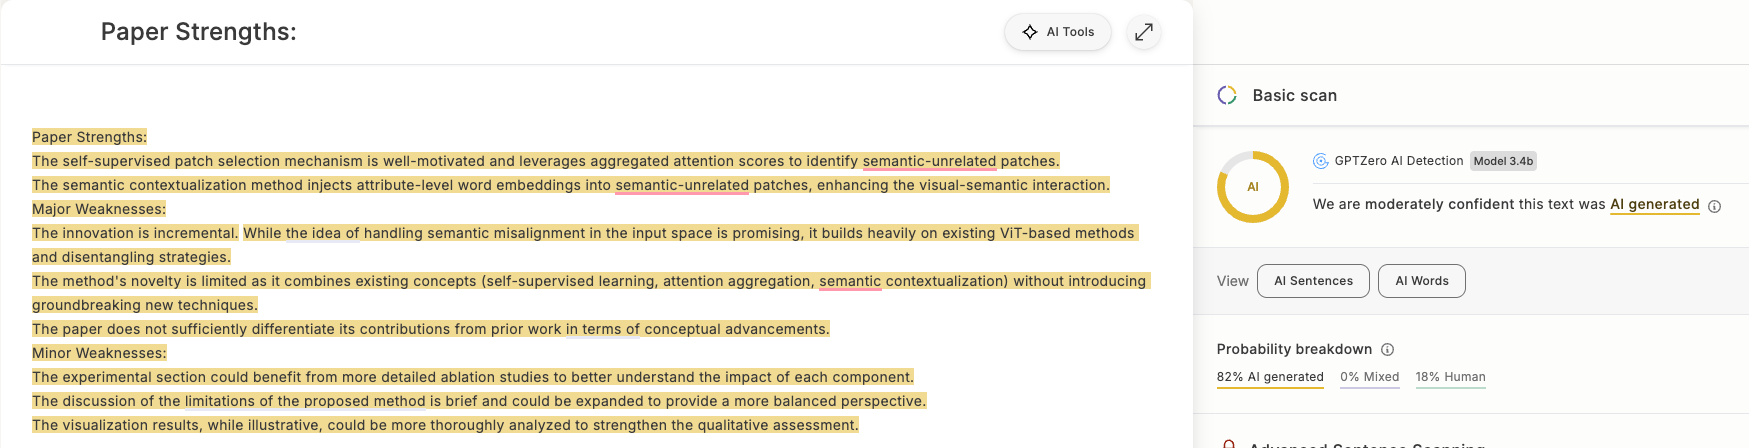 Paper Strengths:
AI Tools
Paper Strengths:
The self-supervised patch selection mechanism is well-motivated and leverages aggregated attention scores to identify semantic-unrelated patches.
The semantic contextualization method injects attribute-level word embeddings into semantic-unrelated patches, enhancing the visual-semantic interaction.
Major Weaknesses:
The innovation is incremental. While the idea of handling semantic misalignment in the input space is promising, it builds heavily on existing ViT-based methods
and disentangling strategies.
The method's novelty is limited as it combines existing concepts (self-supervised learning, attention aggregation, semantic contextualization) without introducing
groundbreaking new techniques.
The paper does not sufficiently differentiate its contributions from prior work in terms of conceptual advancements.
Minor Weaknesses:
The experimental section could benefit from more detailed ablation studies to better understand the impact of each component.
The discussion of the limitations of the proposed method is brief and could be expanded to provide a more balanced perspective.
The visualization results, while illustrative, could be more thoroughly analyzed to strengthen the qualitative assessment.
Basic scan
AI
GPTZero AI Detection Model 3.4b
We are moderately confident this text was AI generated
View AI Sentences AI Words
Probability breakdown
82% AI generated 0% Mixed 18% Human
Advanced Sentence Scanning